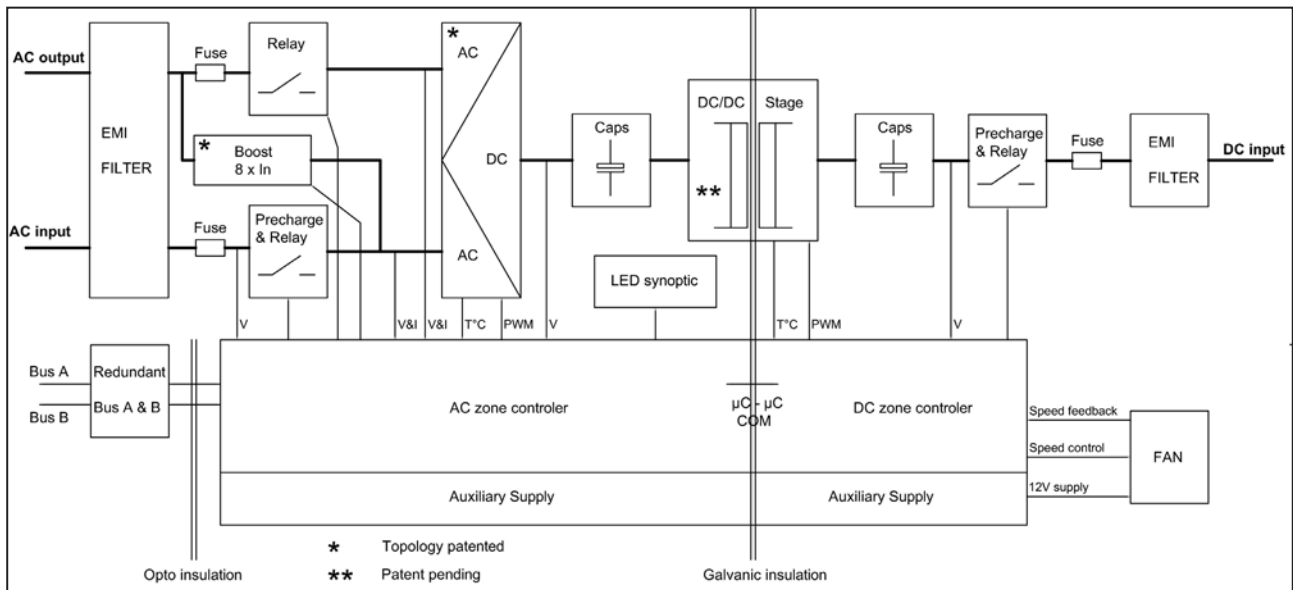 AC output
EMI
FILTER
Fuse
Relay
*
Boost
8 x In
AC input
Fuse
Precharge
& Relay
*
AC
DC
AC
Caps
DC/DC
Stage
**
Caps
Precharge
& Relay
Fuse
EMI
FILTER
DC input
LED synoptic
V
V&I
V&I
T°C
PWM
V
T°C
PWM
V
Bus A
Bus B
Redundant
Bus A & B
AC zone controler
µC - µC
COM
DC zone controler
Speed feedback
Speed control
12V supply
FAN
Auxiliary Supply
Auxiliary Supply
* Topology patented
** Patent pending
Opto insulation
Galvanic insulation